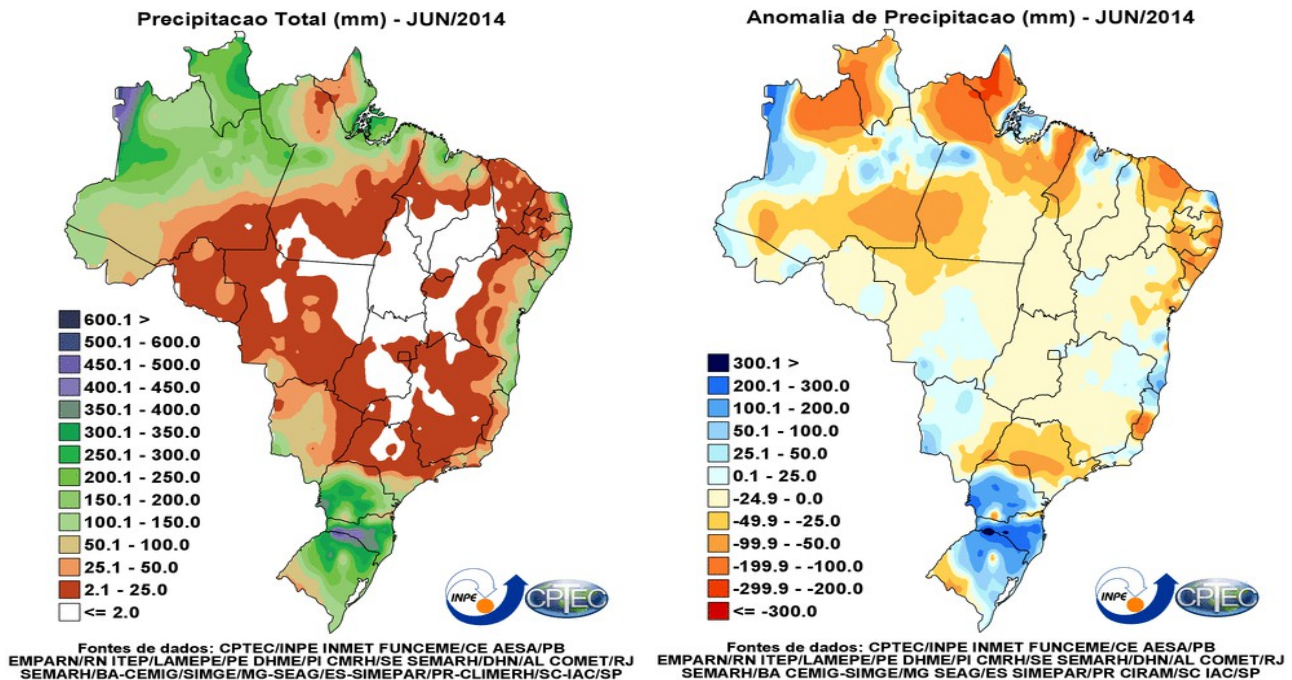 Precipitacao Total (mm) - JUN/2014
600.1 >
500.1 - 600.0
450.1 - 500.0
400.1 - 450.0
350.1 - 400.0
300.1 - 350.0
250.1 - 300.0
200.1 - 250.0
150.1 - 200.0
100.1 - 150.0
50.1 - 100.0
25.1 - 50.0
2.1 - 25.0
<= 2.0
INPE
CPTEC
Fontes de dados: CPTEC/INPE INMET FUNCEME/CE AESA/PB
EMPARN/RN ITEP/LAMEPE/PE DHME/PI CMRH/SE SEMARH/DHN/AL COMET/RJ
SEMARH/BA-CEMIG/SIMGE/MG-SEAG/ES-SIMEPAR/PR-CLIMERH/SC-IAC/SP
Anomalia de Precipitacao (mm) - JUN/2014
300.1 >
200.1 - 300.0
100.1 - 200.0
50.1 - 100.0
25.1 - 50.0
0.1 - 25.0
-24.9 - 0.0
-49.9 - -25.0
-99.9 - -50.0
-199.9 - -100.0
-299.9 - -200.0
<= -300.0
INPE
CPTEC
Fontes de dados: CPTEC/INPE INMET FUNCEME/CE AESA/PB
EMPARN/RN ITEP/LAMEPE/PE DHME/PI CMRH/SE SEMARH/DHN/AL COMET/RJ
SEMARH/BA CEMIG-SIMGE/MG SEAG/ES SIMEPAR/PR CIRAM/SC IAC/SP